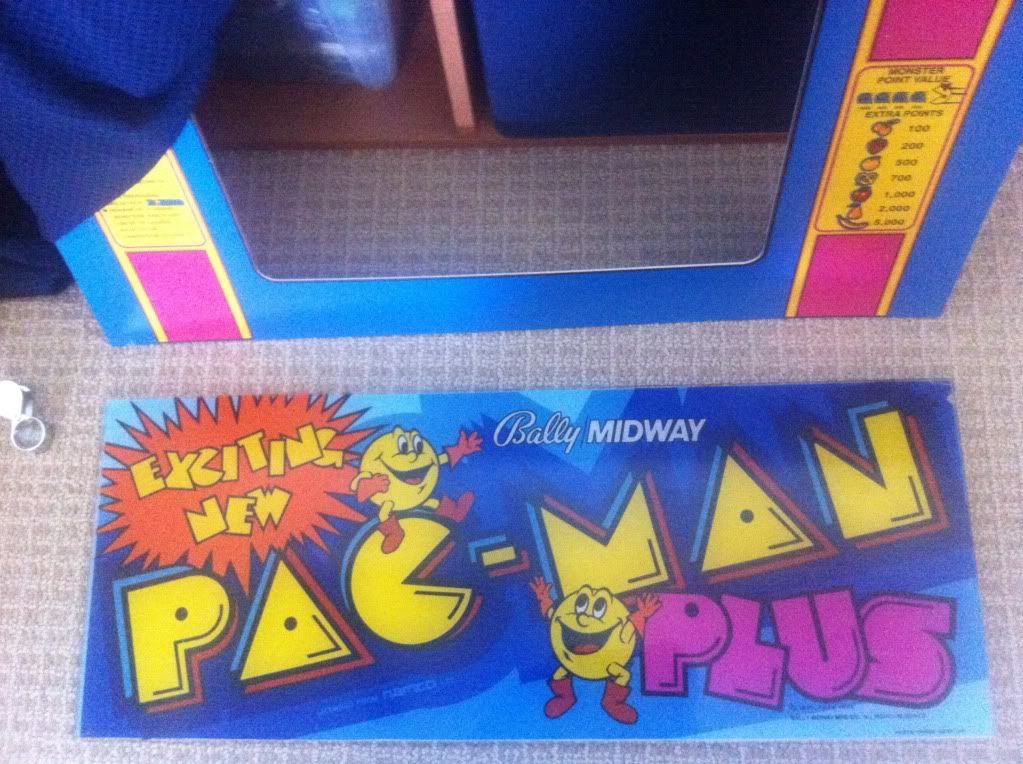 MONSTER
POINT VALUE
EXTRA POINTS
100
200
500
700
1,000
2,000
5,000
Bally MIDWAY
EXCITING
NEW
PAC-MAN
PLUS